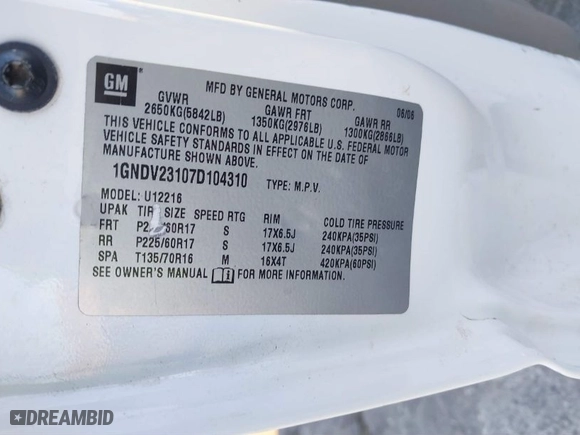 GM
MFD BY GENERAL MOTORS CORP. 06/06
GVWR GAWR FRT GAWR RR
2650KG(5842LB) 1350KG(2976LB) 1300KG(2866LB)
THIS VEHICLE CONFORMS TO ALL APPLICABLE U.S. FEDERAL MOTOR
VEHICLE SAFETY STANDARDS IN EFFECT ON THE DATE OF
MANUFACTURE SHOWN ABOVE.
1GNDV23107D104310 TYPE: M.P.V.
MODEL: U12216
UPAK TIRE SIZE SPEED RTG RIM COLD TIRE PRESSURE
FRT S 17X6.5J 240KPA(35PSI)
RR P225/60R17 S 17X6.5J 240KPA(35PSI)
SPA T135/70R16 M 16X4T 420KPA(60PSI)
SEE OWNER'S MANUAL FOR MORE INFORMATION.
DREAMBID